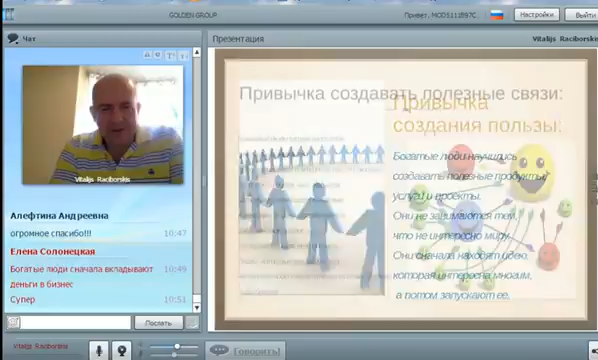 GOLDEN GROUP
Привет, MODS111B97C
Настройки
Выйти
Чат
Презентация
Vitalijs Raciborskis
Vitalijs Raciborskis
Алефтина Андреевна
огромное спасибо!!!
10:47
Елена Солонецкая
Богатые люди сначала вкладывают
10:49
деньги в бизнес
Супер
10:51
Послать
Vitalijs Raciborskis
Говорить!
Привычка создавать полезные связи:
Привычка
создания пользы:
Богатые люди научились
создавать полезные продукты,
услуги и проекты.
Они не занимаются тем,
что не интересно миру.
Они сначала находят идею,
которая интересна многим,
а потом запускают ее,